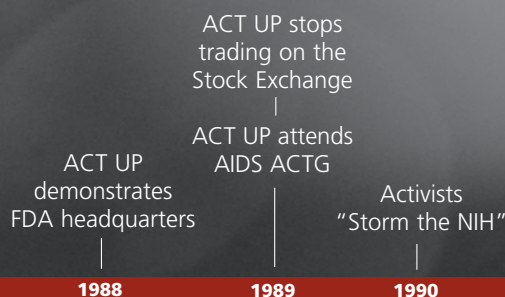 ACT UP stops
trading on the
Stock Exchange
ACT UP attends
AIDS ACTG
ACT UP
demonstrates
FDA headquarters
Activists
“Storm the NIH”
1988
1989
1990